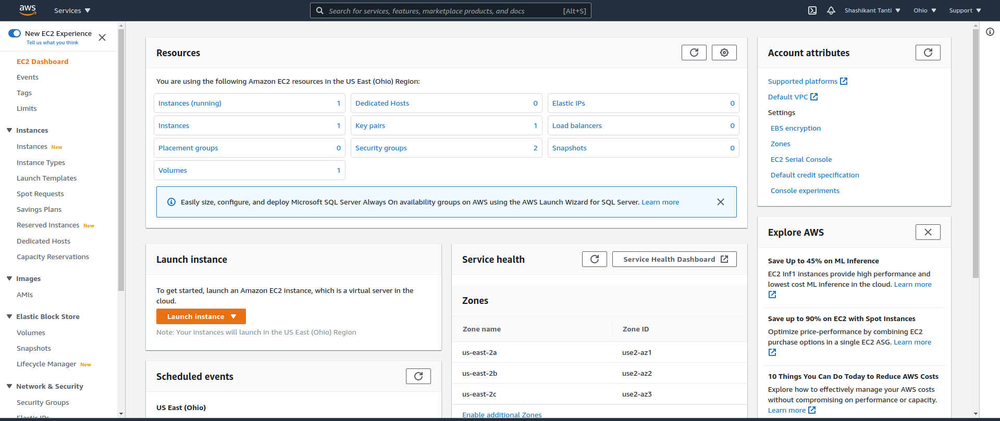 aws
Services
Search for services, features, marketplace products, and docs
[Alt+S]
Shashikant Tanti
Ohio
Support
New EC2 Experience
Tell us what you think
EC2 Dashboard
Events
Tags
Limits
Instances
Instances New
Instance Types
Launch Templates
Spot Requests
Savings Plans
Reserved Instances New
Dedicated Hosts
Capacity Reservations
Images
AMIs
Elastic Block Store
Volumes
Snapshots
Lifecycle Manager New
Network & Security
Security Groups
Elastic IPs
Resources
You are using the following Amazon EC2 resources in the US East (Ohio) Region:
Instances (running) 1
Dedicated Hosts 0
Elastic IPs 0
Instances 1
Key pairs 1
Load balancers 0
Placement groups 0
Security groups 2
Snapshots 0
Volumes 1
Easily size, configure, and deploy Microsoft SQL Server Always On availability groups on AWS using the AWS Launch Wizard for SQL Server. Learn more
Launch instance
To get started, launch an Amazon EC2 instance, which is a virtual server in the
cloud.
Launch instance
Note: Your instances will launch in the US East (Ohio) Region
Scheduled events
US East (Ohio)
Service health
Service Health Dashboard
Zones
Zone name Zone ID
us-east-2a use2-az1
us-east-2b use2-az2
us-east-2c use2-az3
Enable additional Zones
Account attributes
Supported platforms
Default VPC
Settings
EBS encryption
Zones
EC2 Serial Console
Default credit specification
Console experiments
Explore AWS
Save Up to 45% on ML Inference
EC2 Inf1 instances provide high performance and
lowest cost ML inference in the cloud. Learn more
Save up to 90% on EC2 with Spot Instances
Optimize price-performance by combining EC2
purchase options in a single EC2 ASG. Learn more
10 Things You Can Do Today to Reduce AWS Costs
Explore how to effectively manage your AWS costs
without compromising on performance or capacity.
Learn more